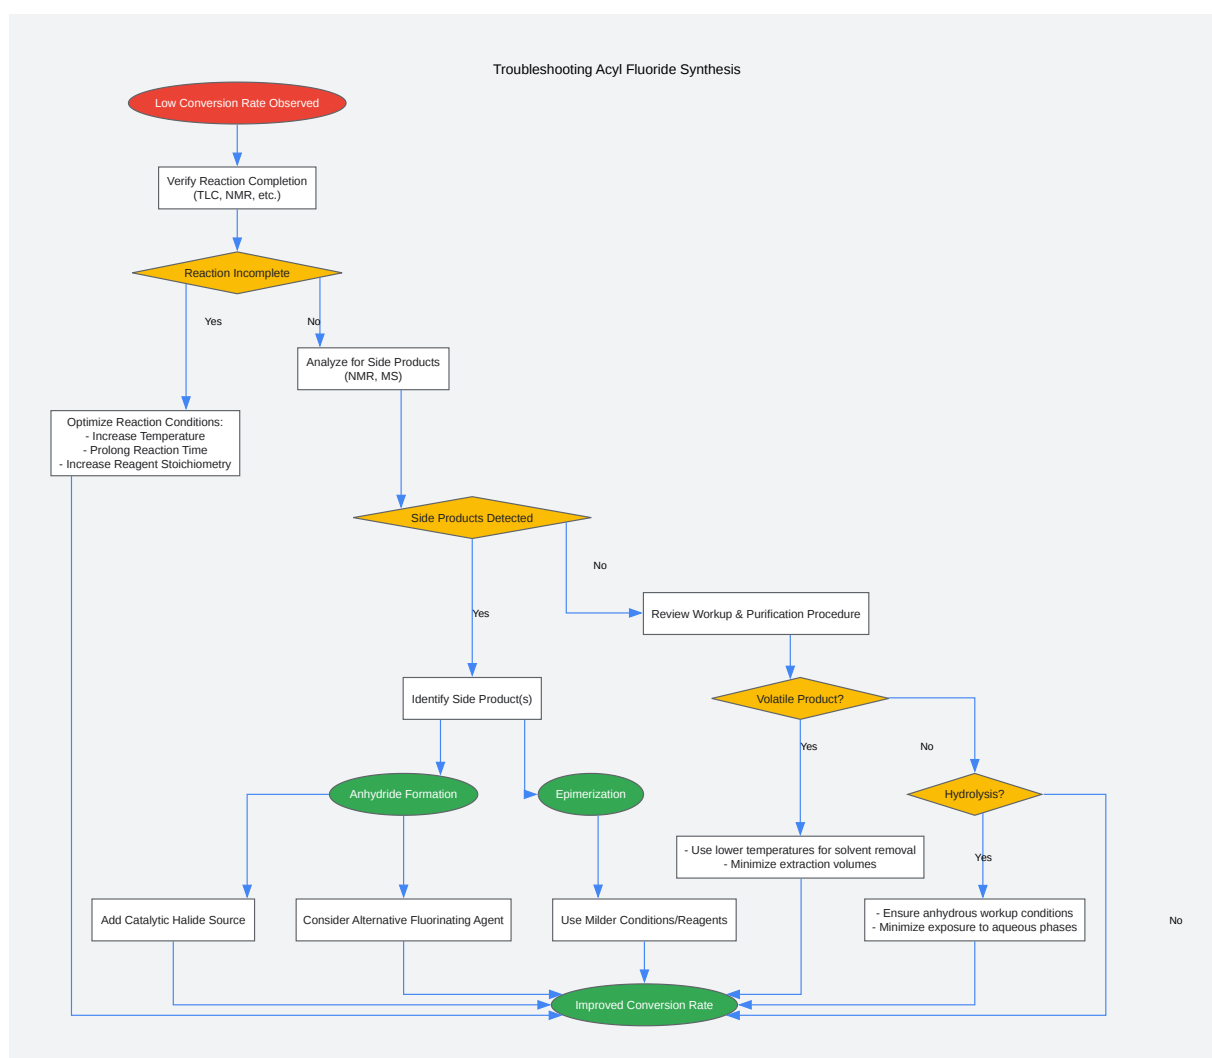 Troubleshooting Acyl Fluoride Synthesis
Low Conversion Rate Observed
Verify Reaction Completion
(TLC, NMR, etc.)
Reaction Incomplete
Yes
No
Analyze for Side Products
(NMR, MS)
Optimize Reaction Conditions:
- Increase Temperature
- Prolong Reaction Time
- Increase Reagent Stoichiometry
Side Products Detected
No
Yes
Review Workup & Purification Procedure
Identify Side Product(s)
Volatile Product?
Yes
No
Anhydride Formation
Epimerization
Hydrolysis?
- Use lower temperatures for solvent removal
- Minimize extraction volumes
Yes
Add Catalytic Halide Source
Consider Alternative Fluorinating Agent
Use Milder Conditions/Reagents
- Ensure anhydrous workup conditions
- Minimize exposure to aqueous phases
No
Improved Conversion Rate